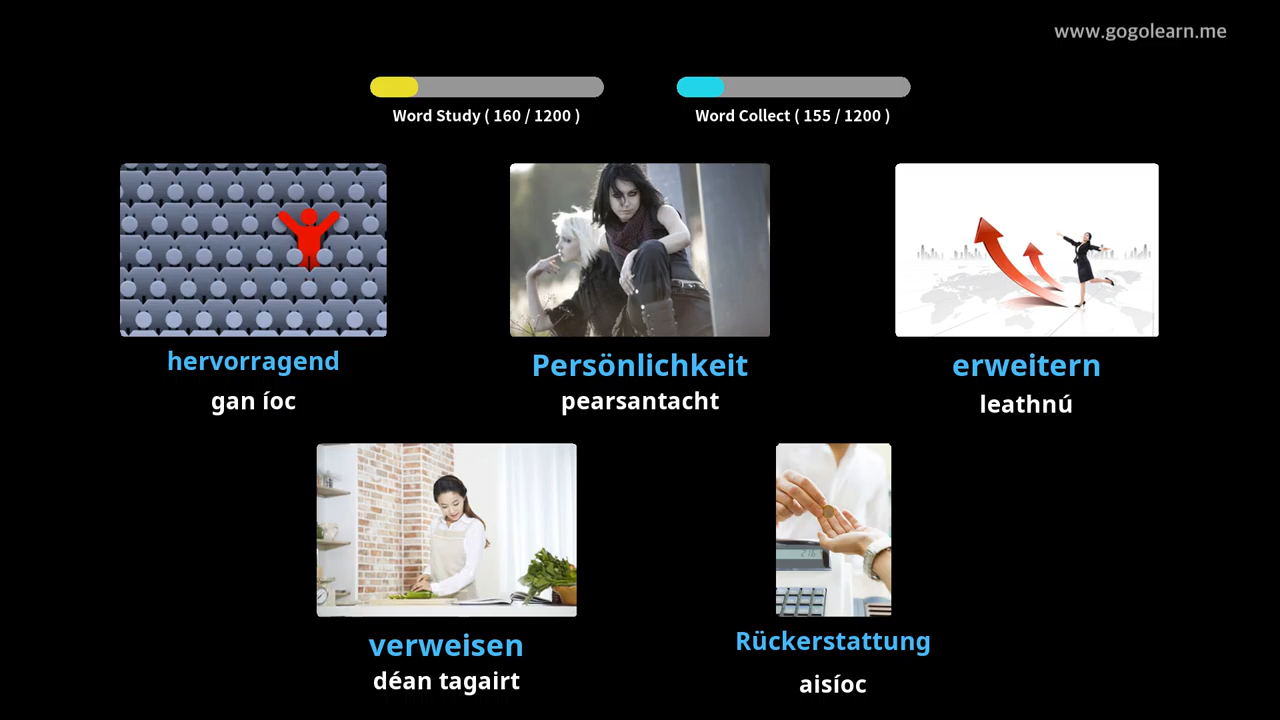 www.gogolearn.me
Word Study ( 160 / 1200 )
Word Collect ( 155 / 1200 )
hervorragend
gan íoc
Persönlichkeit
pearsantacht
erweitern
leathnú
verweisen
déan tagairt
Rückerstattung
aisíoc